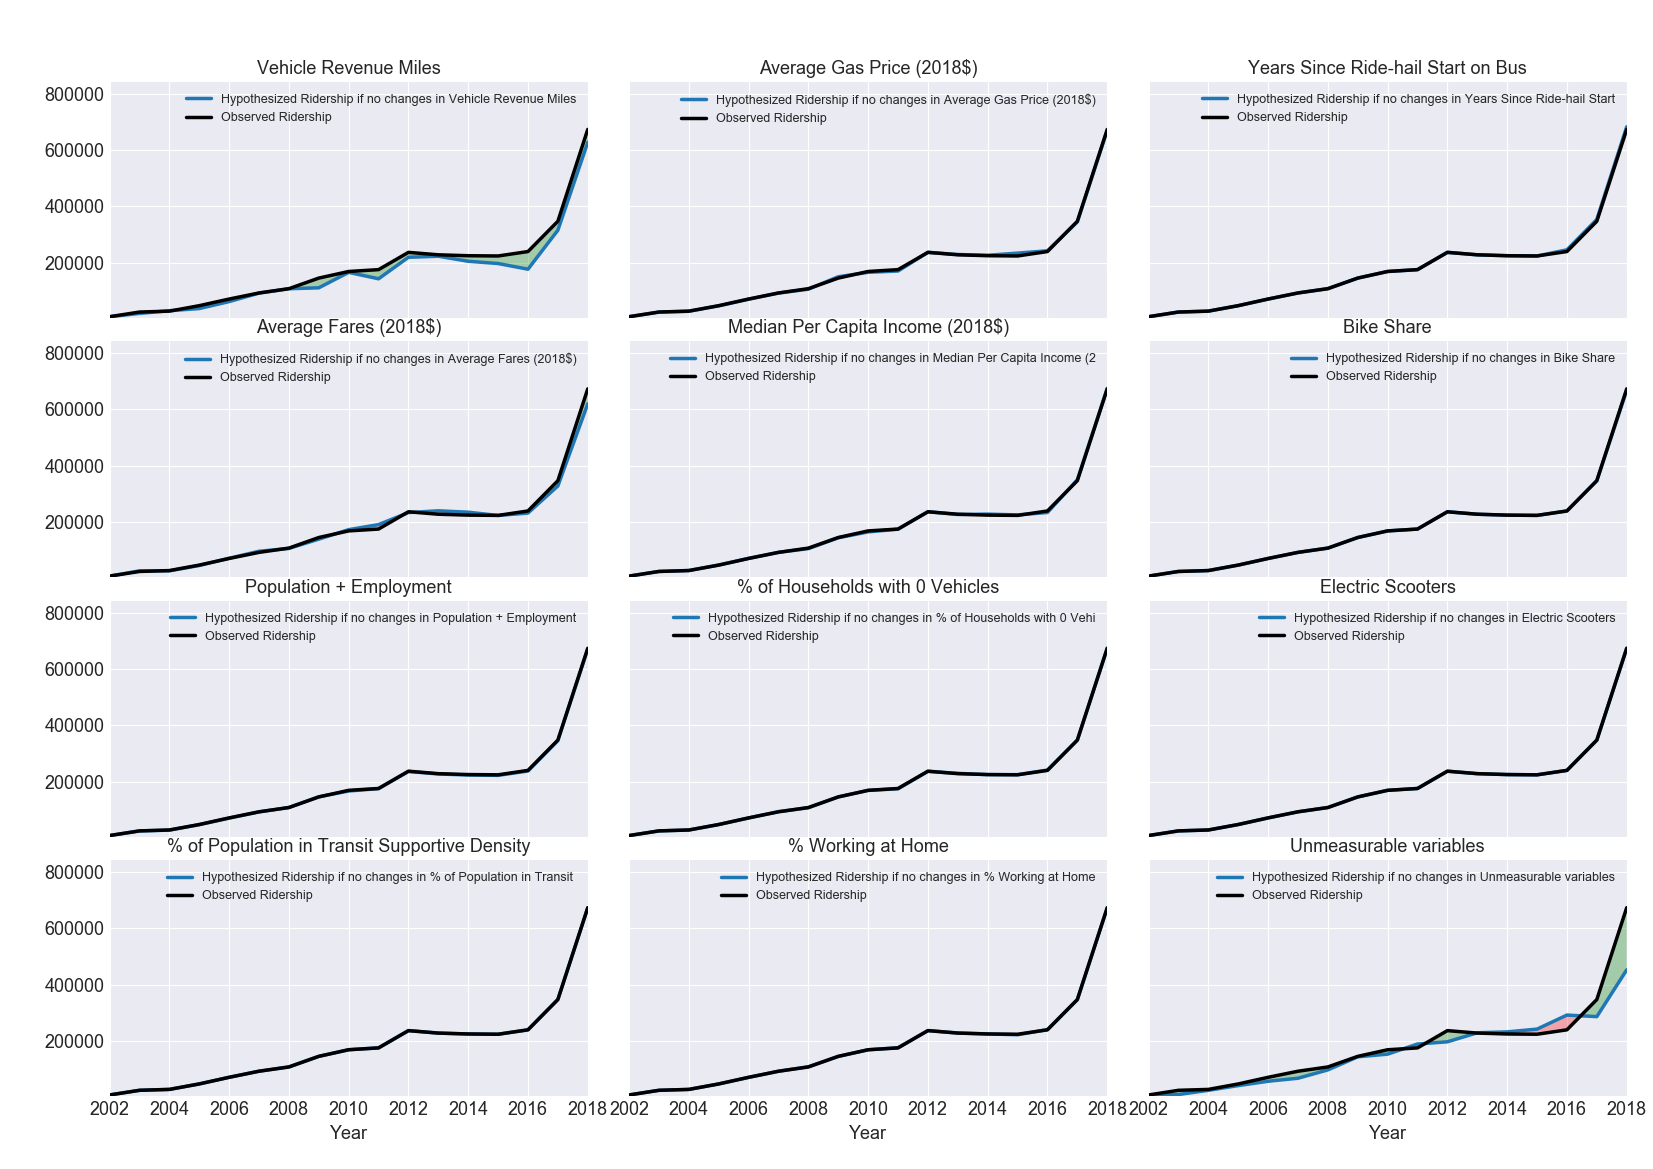 Vehicle Revenue Miles
800000
600000
400000
200000
Hypothesized Ridership if no changes in Vehicle Revenue Miles
Observed Ridership
Average Gas Price (2018$)
Hypothesized Ridership if no changes in Average Gas Price (2018$)
Observed Ridership
Years Since Ride-hail Start on Bus
Hypothesized Ridership if no changes in Years Since Ride-hail Start
Observed Ridership
Average Fares (2018$)
800000
600000
400000
200000
Hypothesized Ridership if no changes in Average Fares (2018$)
Observed Ridership
Median Per Capita Income (2018$)
Hypothesized Ridership if no changes in Median Per Capita Income (2
Observed Ridership
Bike Share
Hypothesized Ridership if no changes in Bike Share
Observed Ridership
Population + Employment
800000
600000
400000
200000
Hypothesized Ridership if no changes in Population + Employment
Observed Ridership
% of Households with 0 Vehicles
Hypothesized Ridership if no changes in % of Households with 0 Vehi
Observed Ridership
Electric Scooters
Hypothesized Ridership if no changes in Electric Scooters
Observed Ridership
% of Population in Transit Supportive Density
800000
600000
400000
200000
Hypothesized Ridership if no changes in % of Population in Transit
Observed Ridership
2002 2004 2006 2008 2010 2012 2014 2016 2018
Year
% Working at Home
Hypothesized Ridership if no changes in % Working at Home
Observed Ridership
2002 2004 2006 2008 2010 2012 2014 2016 2018
Year
Unmeasurable variables
Hypothesized Ridership if no changes in Unmeasurable variables
Observed Ridership
2002 2004 2006 2008 2010 2012 2014 2016 2018
Year